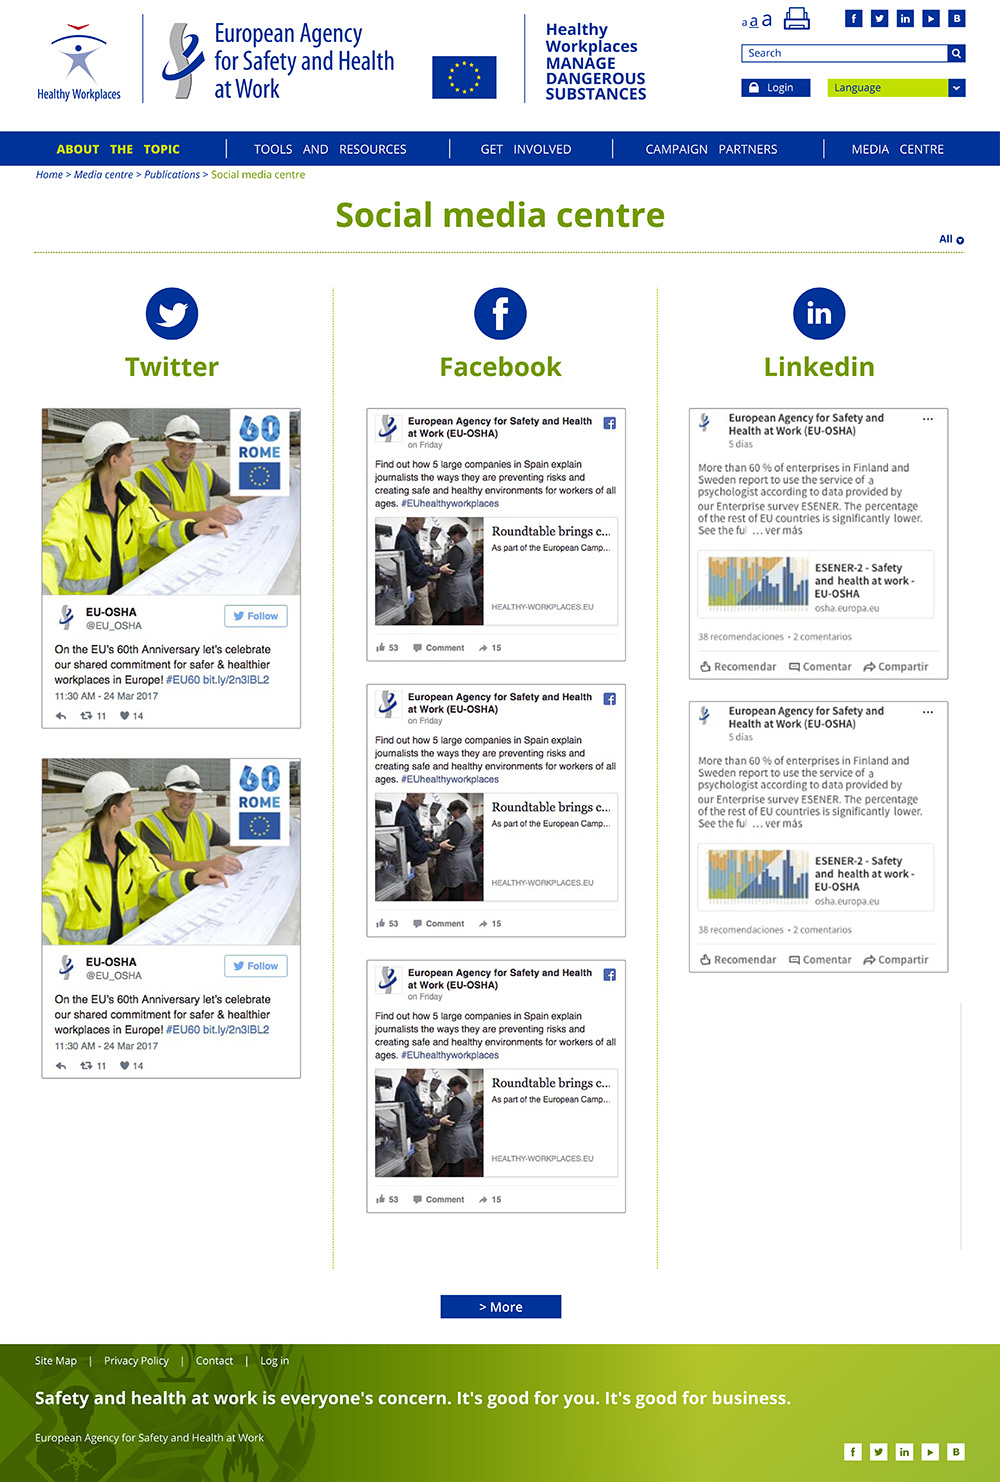 Healthy Workplaces
European Agency
for Safety and Health
at Work
Healthy
Workplaces
MANAGE
DANGEROUS
SUBSTANCES
a a a
Search
Login
Language
ABOUT THE TOPIC
TOOLS AND RESOURCES
GET INVOLVED
CAMPAIGN PARTNERS
MEDIA CENTRE
Home > Media centre > Publications > Social media centre
Social media centre
All
Twitter
60
ROME
EU-OSHA
@EU_OSHA
Follow
On the EU's 60th Anniversary let's celebrate
our shared commitment for safer & healthier
workplaces in Europe! #EU60 bit.ly/2n3IBL2
11:30 AM - 24 Mar 2017
11 14
60
ROME
EU-OSHA
@EU_OSHA
Follow
On the EU's 60th Anniversary let's celebrate
our shared commitment for safer & healthier
workplaces in Europe! #EU60 bit.ly/2n3IBL2
11:30 AM - 24 Mar 2017
11 14
Facebook
European Agency for Safety and Health
at Work (EU-OSHA)
on Friday
Find out how 5 large companies in Spain explain
journalists the ways they are preventing risks and
creating safe and healthy environments for workers of all
ages. #EUhealthyworkplaces
Roundtable brings c...
As part of the European Camp...
HEALTHY-WORKPLACES.EU
53 Comment 15
European Agency for Safety and Health
at Work (EU-OSHA)
on Friday
Find out how 5 large companies in Spain explain
journalists the ways they are preventing risks and
creating safe and healthy environments for workers of all
ages. #EUhealthyworkplaces
Roundtable brings c...
As part of the European Camp...
HEALTHY-WORKPLACES.EU
53 Comment 15
European Agency for Safety and Health
at Work (EU-OSHA)
on Friday
Find out how 5 large companies in Spain explain
journalists the ways they are preventing risks and
creating safe and healthy environments for workers of all
ages. #EUhealthyworkplaces
Roundtable brings c...
As part of the European Camp...
HEALTHY-WORKPLACES.EU
53 Comment 15
Linkedin
European Agency for Safety and
Health at Work (EU-OSHA)
5 días
More than 60 % of enterprises in Finland and
Sweden report to use the service of a
psychologist according to data provided by
our Enterprise survey ESENER. The percentage
of the rest of EU countries is significantly lower.
See the ful ... ver más
ESENER-2 - Safety
and health at work -
EU-OSHA
osha.europa.eu
38 recomendaciones • 2 comentarios
Recomendar Comentar Compartir
European Agency for Safety and
Health at Work (EU-OSHA)
5 días
More than 60 % of enterprises in Finland and
Sweden report to use the service of a
psychologist according to data provided by
our Enterprise survey ESENER. The percentage
of the rest of EU countries is significantly lower.
See the ful ... ver más
ESENER-2 - Safety
and health at work -
EU-OSHA
osha.europa.eu
38 recomendaciones • 2 comentarios
Recomendar Comentar Compartir
> More
Site Map | Privacy Policy | Contact | Log in
Safety and health at work is everyone's concern. It's good for you. It's good for business.
European Agency for Safety and Health at Work